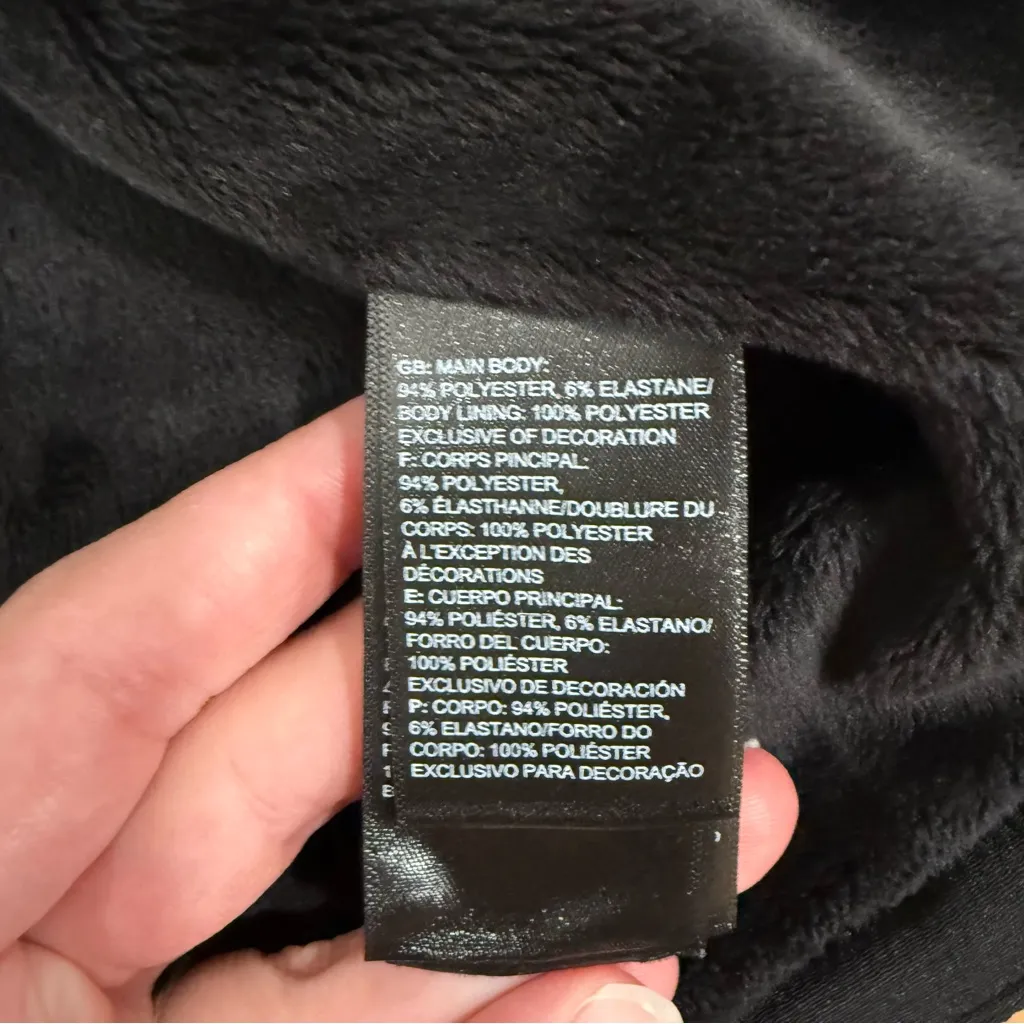 GB: MAIN BODY:
94% POLYESTER, 6% ELASTANE/
BODY LINING: 100% POLYESTER
EXCLUSIVE OF DECORATION
F: CORPS PINCIPAL:
94% POLYESTER,
6% ÉLASTHANNE/DOUBLURE DU
CORPS: 100% POLYESTER
À L'EXCEPTION DES
DÉCORATIONS
E: CUERPO PRINCIPAL:
94% POLIÉSTER, 6% ELASTANO/
FORRO DEL CUERPO:
100% POLIÉSTER
EXCLUSIVO DE DECORACIÓN
P: CORPO: 94% POLIÉSTER,
6% ELASTANO/FORRO DO
CORPO: 100% POLIÉSTER
EXCLUSIVO PARA DECORAÇÃO